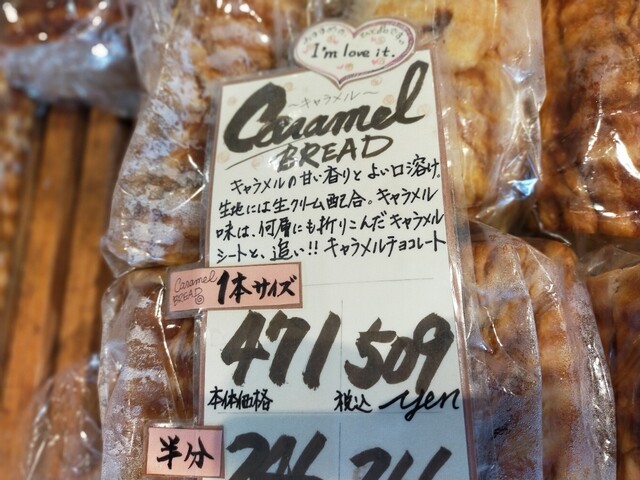 I'm love it.
Caramel
〜キャラメル〜
BREAD
キャラメルの甘い香りとよい口溶け。
生地には生クリーム配合。キャラメル
味は、何層にも折りこんだキャラメル
シートと、追い!!キャラメルチョコレート
Caramel
BREAD
1本サイズ
471 509
本体価格 税込 yen
半分